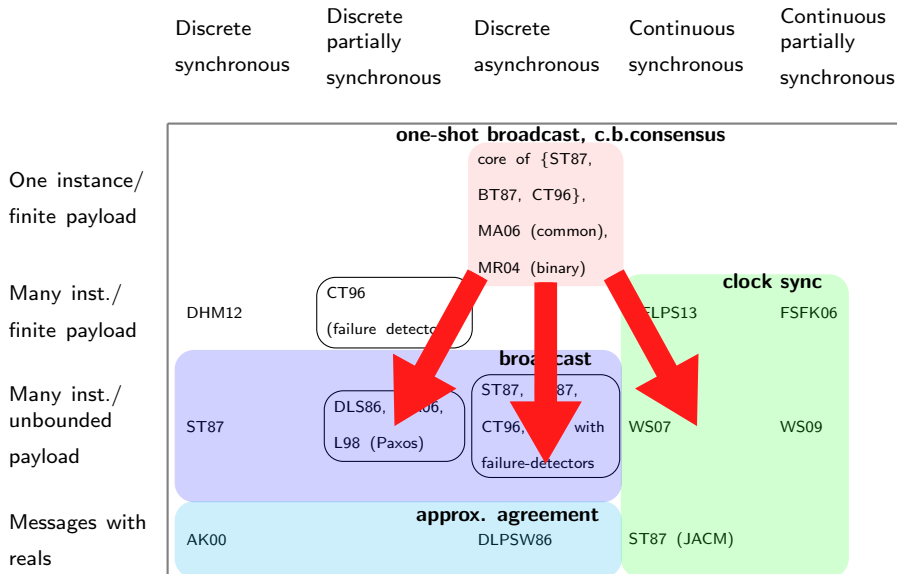 Discrete
synchronous
Discrete
partially
synchronous
Discrete
asynchronous
Continuous
synchronous
Continuous
partially
synchronous
one-shot broadcast, c.b.consensus
One instance/
finite payload
core of {ST87,
BT87, CT96},
MA06 (common),
MR04 (binary)
Many inst./
finite payload
DHM12
CT96
(failure
clock sync
FSFK06
Many inst./
unbounded
payload
broadcast
ST87
DLS86,
L98 (Paxos)
ST87,
CT96, with
failure-detectors
WS07
WS09
Messages with
reals
approx. agreement
AK00
DLPSW86
ST87 (JACM)